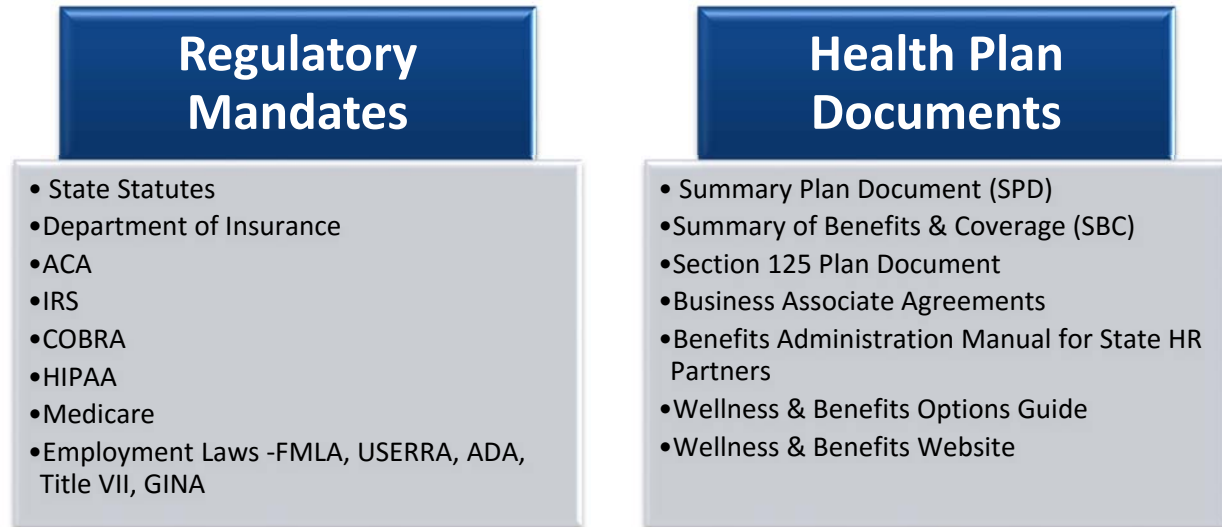 Regulatory
Mandates
• State Statutes
•Department of Insurance
•ACA
•IRS
•COBRA
•HIPAA
•Medicare
•Employment Laws -FMLA, USERRA, ADA,
Title VII, GINA
Health Plan
Documents
• Summary Plan Document (SPD)
•Summary of Benefits & Coverage (SBC)
•Section 125 Plan Document
•Business Associate Agreements
•Benefits Administration Manual for State HR
Partners
•Wellness & Benefits Options Guide
•Wellness & Benefits Website